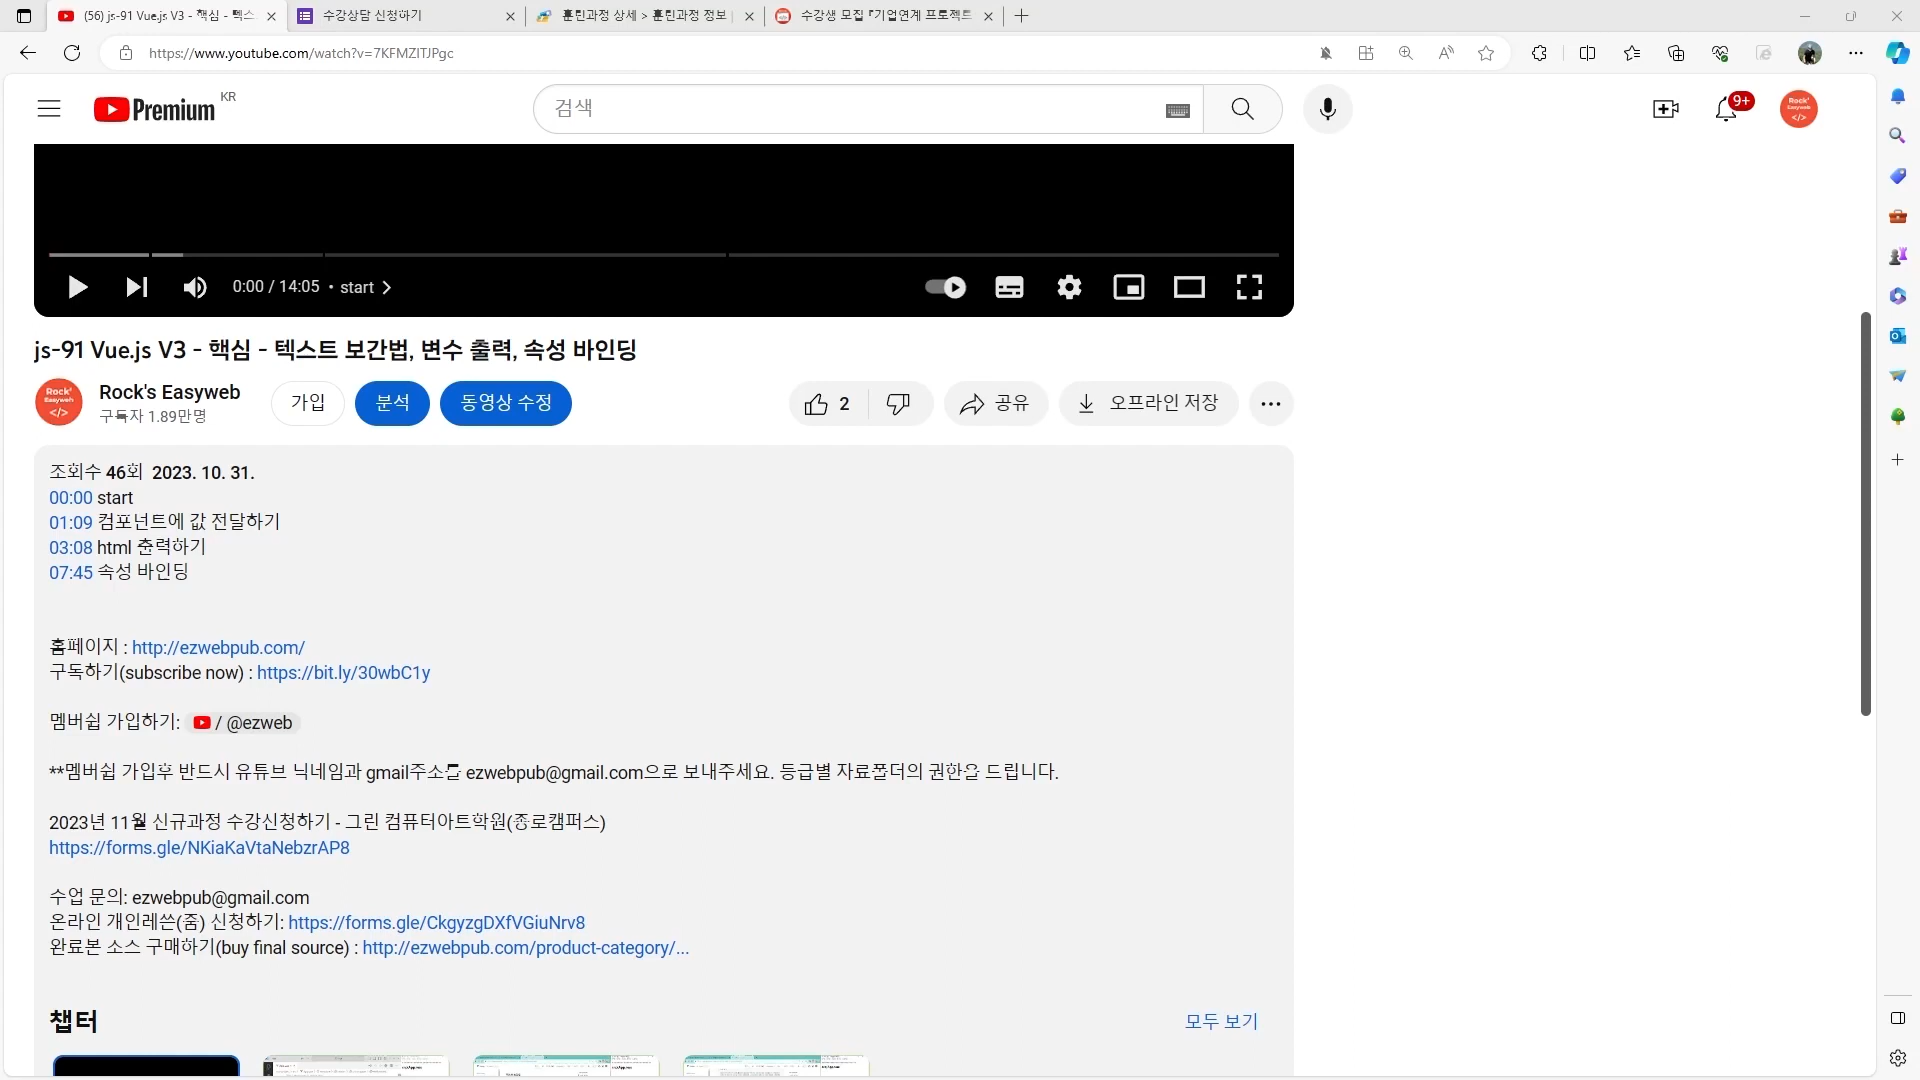 (56) js-91 Vue.js V3 - 핵심 - 텍스
수강상담 신청하기
훈련과정 상세 > 훈련과정 정보
수강생 모집 『기업연계 프로젝트
https://www.youtube.com/watch?v=7KFMZlTJPgc
Premium KR
검색
9+
Rock' Easyweb </>
0:00 / 14:05 • start
js-91 Vue.js V3 - 핵심 - 텍스트 보간법, 변수 출력, 속성 바인딩
Rock' Easyweb </>
Rock's Easyweb
구독자 1.89만명
가입
분석
동영상 수정
2
공유
오프라인 저장
조회수 46회 2023. 10. 31.
00:00 start
01:09 컴포넌트에 값 전달하기
03:08 html 출력하기
07:45 속성 바인딩
홈페이지 : http://ezwebpub.com/
구독하기(subscribe now) : https://bit.ly/30wbC1y
멤버쉽 가입하기: / @ezweb
**멤버쉽 가입후 반드시 유튜브 닉네임과 gmail주소를 ezwebpub@gmail.com으로 보내주세요. 등급별 자료폴더의 권한을 드립니다.
2023년 11월 신규과정 수강신청하기 - 그린 컴퓨터아트학원(종로캠퍼스)
https://forms.gle/NKiaKaVtaNebzrAP8
수업 문의: ezwebpub@gmail.com
온라인 개인레쓴(줌) 신청하기: https://forms.gle/CkgyzgDXfVGiuNrv8
완료본 소스 구매하기(buy final source) : http://ezwebpub.com/product-category/...
챕터
모두 보기